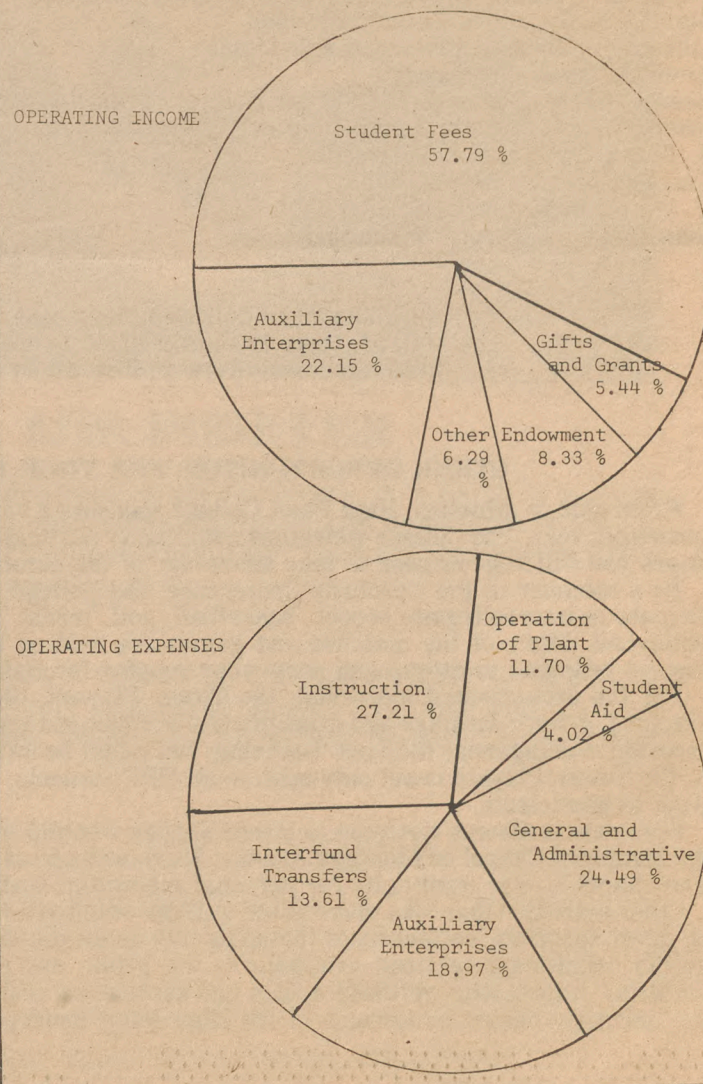 OPERATING INCOME
Student Fees
57.79 %
Auxiliary
Enterprises
22.15 %
Other
6.29
%
Endowment
8.33 %
Gifts
and Grants
5.44 %
OPERATING EXPENSES
Instruction
27.21 %
Operation
of Plant
11.70 %
Student
Aid
4.02 %
General and
Administrative
24.49 %
Interfund
Transfers
13.61 %
Auxiliary
Enterprises
18.97 %